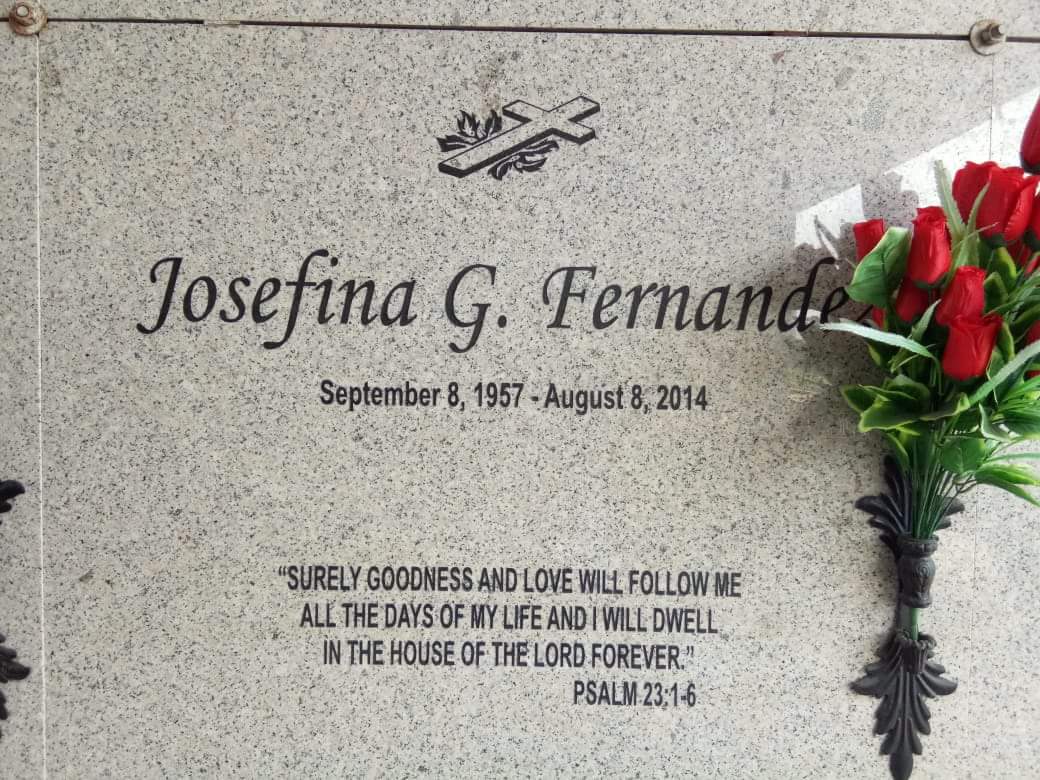 Josefina G. Fernandez
September 8, 1957 - August 8, 2014
“SURELY GOODNESS AND LOVE WILL FOLLOW ME
ALL THE DAYS OF MY LIFE AND I WILL DWELL
IN THE HOUSE OF THE LORD FOREVER.”
PSALM 23:1-6